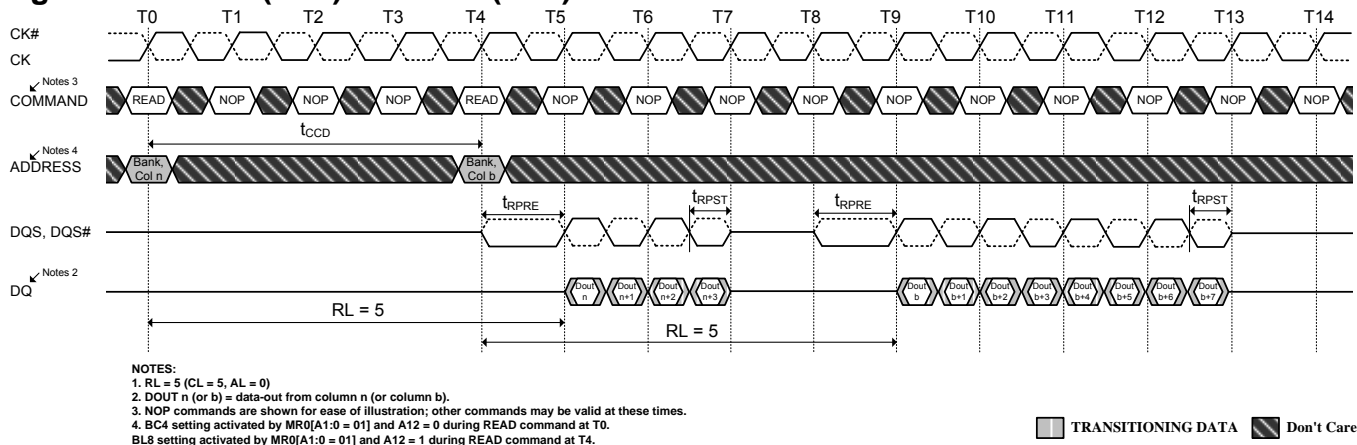 T0 T1 T2 T3 T4 T5 T6 T7 T8 T9 T10 T11 T12 T13 T14
CK#
CK
Notes 3
COMMAND READ NOP NOP NOP READ NOP NOP NOP NOP NOP NOP NOP NOP NOP NOP
tCCD
Notes 4
ADDRESS Bank, Col n Bank, Col b
tRPRE tRPST tRPRE tRPST
DQS, DQS#
Notes 2
DQ Dout n Dout n+1 Dout n+2 Dout n+3 Dout b Dout b+1 Dout b+2 Dout b+3 Dout b+4 Dout b+5 Dout b+6 Dout b+7
RL = 5
RL = 5
NOTES:
1. RL = 5 (CL = 5, AL = 0)
2. DOUT n (or b) = data-out from column n (or column b).
3. NOP commands are shown for ease of illustration; other commands may be valid at these times.
4. BC4 setting activated by MR0[A1:0 = 01] and A12 = 0 during READ command at T0.
BL8 setting activated by MR0[A1:0 = 01] and A12 = 1 during READ command at T4.
TRANSITIONING DATA Don't Care